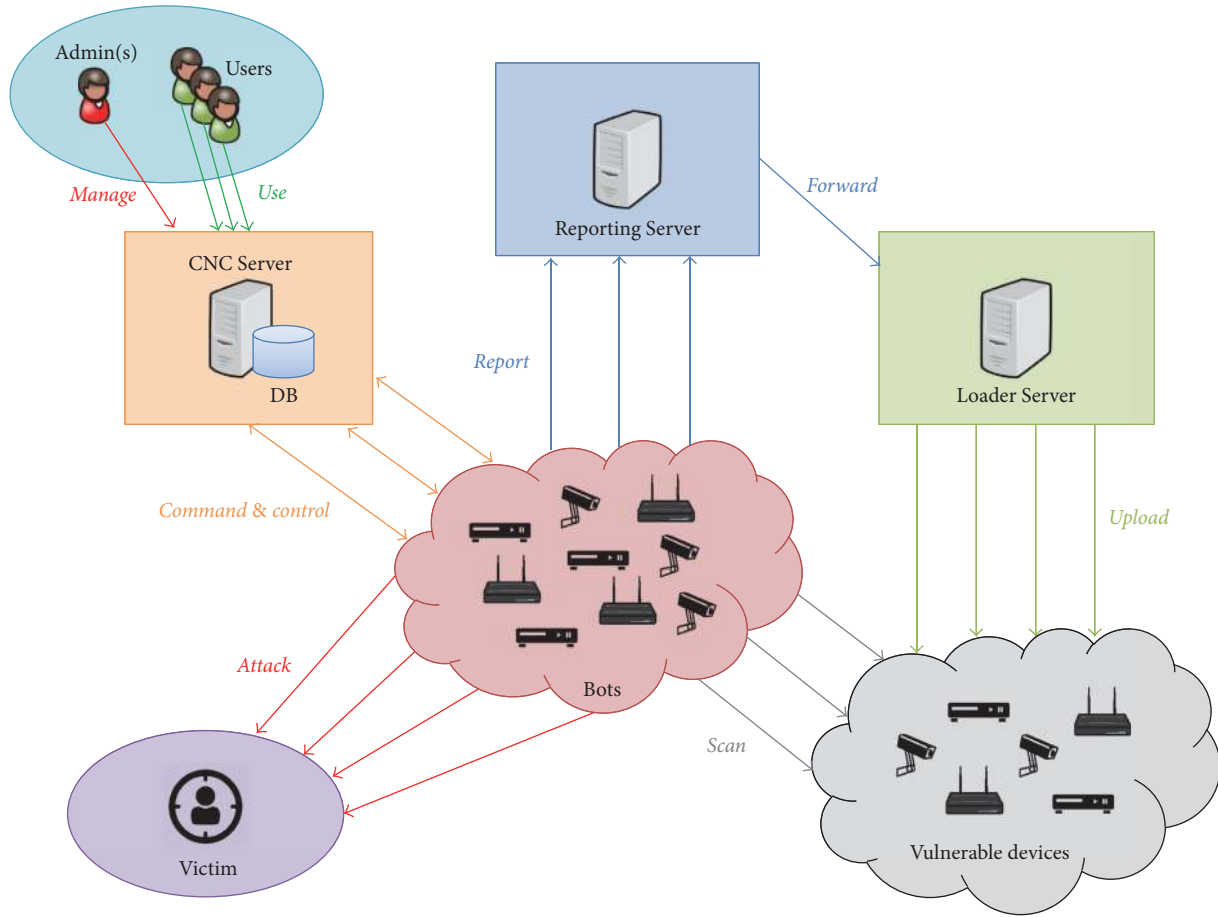 Admin(s)
Users
Manage
Use
CNC Server
DB
Reporting Server
Forward
Loader Server
Report
Command & control
Upload
Attack
Bots
Scan
Victim
Vulnerable devices